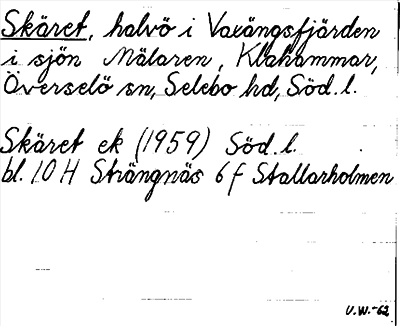 Skäret, halvö i Vaxängsfjärden
i sjön Mälaren, Klahammar,
Överselö sn, Selebo hd, Söd. l.
Skäret ek (1959) Söd. l.
bl. 10 H Strängnäs 6 f Stallarholmen
U.W.-62